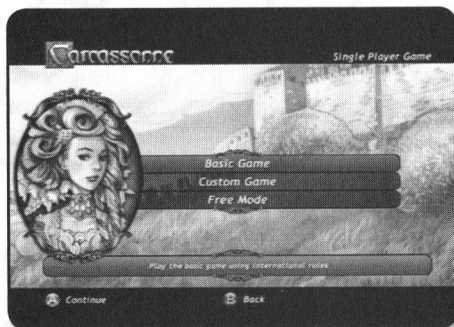 Carcassonne
Single Player Game
Basic Game
Custom Game
Free Mode
Play the basic game using international rules
A Continue
B Back